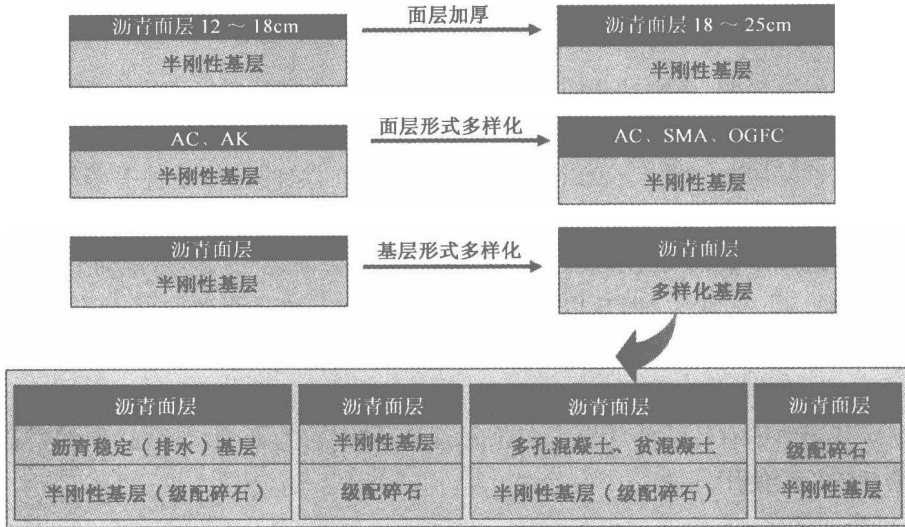 沥青面层 12 ～ 18cm
半刚性基层
面层加厚
沥青面层 18 ～ 25cm
半刚性基层
AC、AK
半刚性基层
面层形式多样化
AC、SMA、OGFC
半刚性基层
沥青面层
半刚性基层
基层形式多样化
沥青面层
多样化基层
沥青面层
沥青稳定（排水）基层
半刚性基层（级配碎石）
沥青面层
半刚性基层
级配碎石
沥青面层
多孔混凝土、贫混凝土
半刚性基层（级配碎石）
沥青面层
级配碎石
半刚性基层